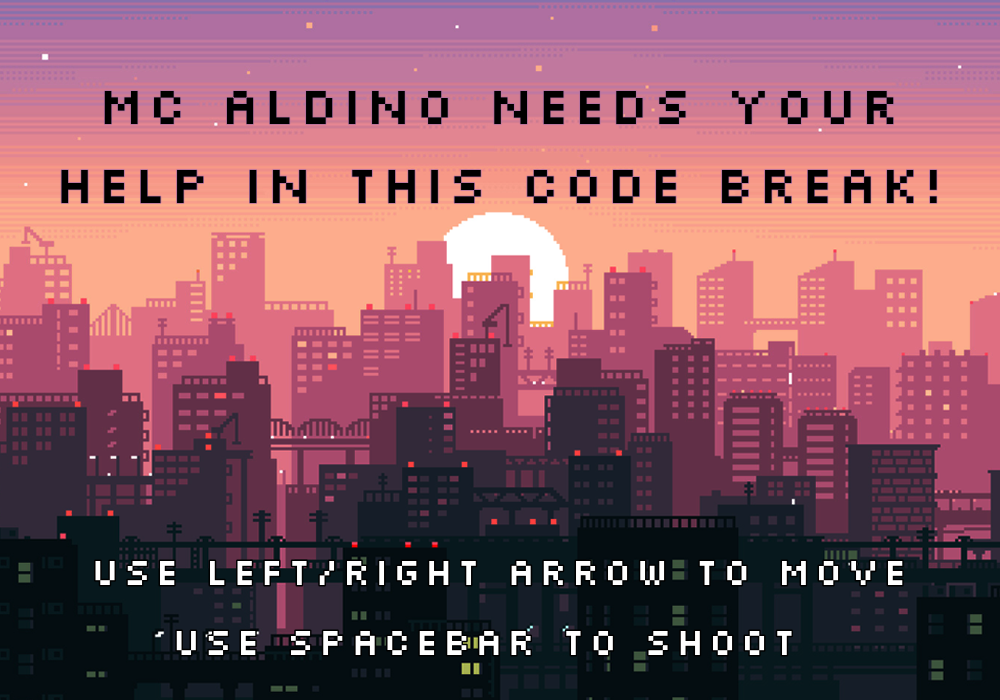 MC ALDINO NEEDS YOUR
HELP IN THIS CODE BREAK!
USE LEFT/RIGHT ARROW TO MOVE
'USE SPACEBAR TO SHOOT